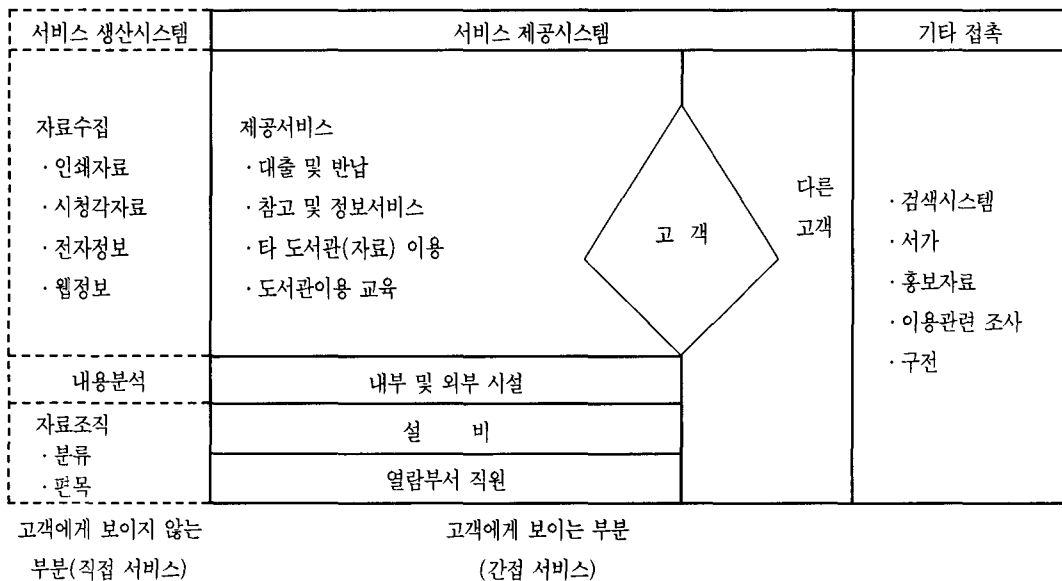 서비스 생산시스템
서비스 제공시스템
기타 접촉
자료수집
· 인쇄자료
· 시청각자료
· 전자정보
· 웹정보
제공서비스
· 대출 및 반납
· 참고 및 정보서비스
· 타 도서관(자료) 이용
· 도서관이용 교육
고 객
다른
고객
· 검색시스템
· 서가
· 홍보자료
· 이용관련 조사
· 구전
내용분석
내부 및 외부 시설
자료조직
· 분류
· 편목
설 비
열람부서 직원
고객에게 보이지 않는
부분(직접 서비스)
고객에게 보이는 부분
(간접 서비스)